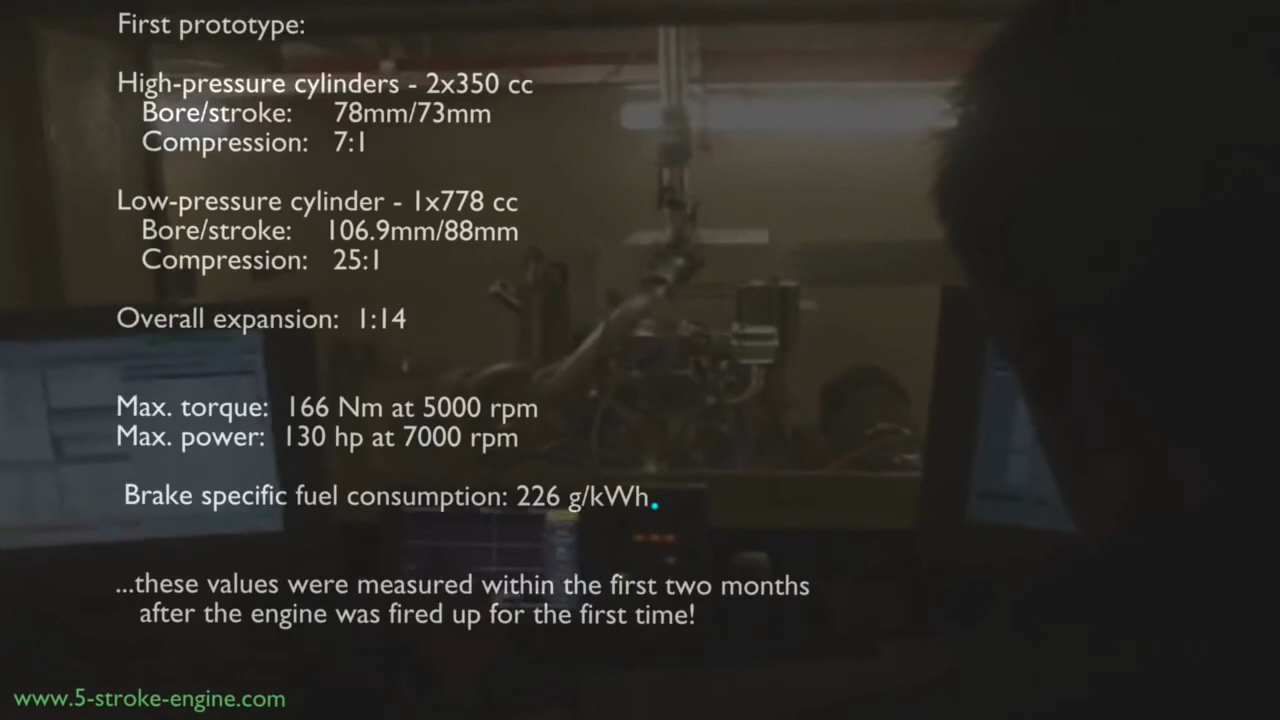 First prototype:
High-pressure cylinders - 2x350 cc
Bore/stroke: 78mm/73mm
Compression: 7:1
Low-pressure cylinder - 1x778 cc
Bore/stroke: 106.9mm/88mm
Compression: 25:1
Overall expansion: 1:14
Max. torque: 166 Nm at 5000 rpm
Max. power: 130 hp at 7000 rpm
Brake specific fuel consumption: 226 g/kWh.
...these values were measured within the first two months
after the engine was fired up for the first time!
www.5-stroke-engine.com